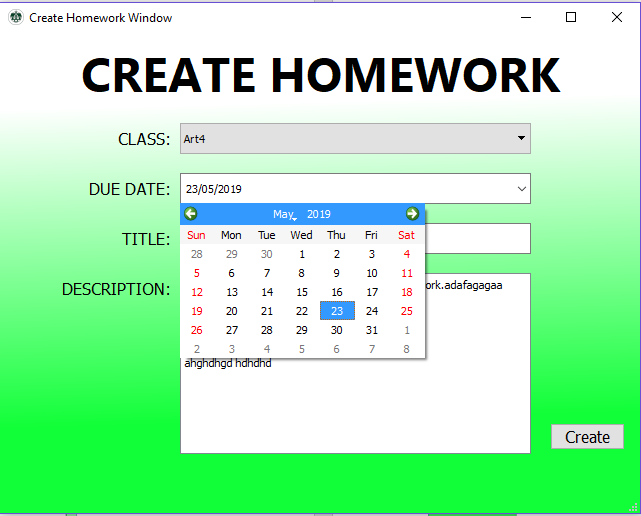 Create Homework Window
CREATE HOMEWORK
CLASS: Art4
DUE DATE: 23/05/2019
May, 2019
Sun Mon Tue Wed Thu Fri Sat
28 29 30 1 2 3 4
5 6 7 8 9 10 11
12 13 14 15 16 17 18
19 20 21 22 23 24 25
26 27 28 29 30 31 1
2 3 4 5 6 7 8
TITLE:
DESCRIPTION: ork.adafagagaa
ahghdhgd hdhdhd
Create